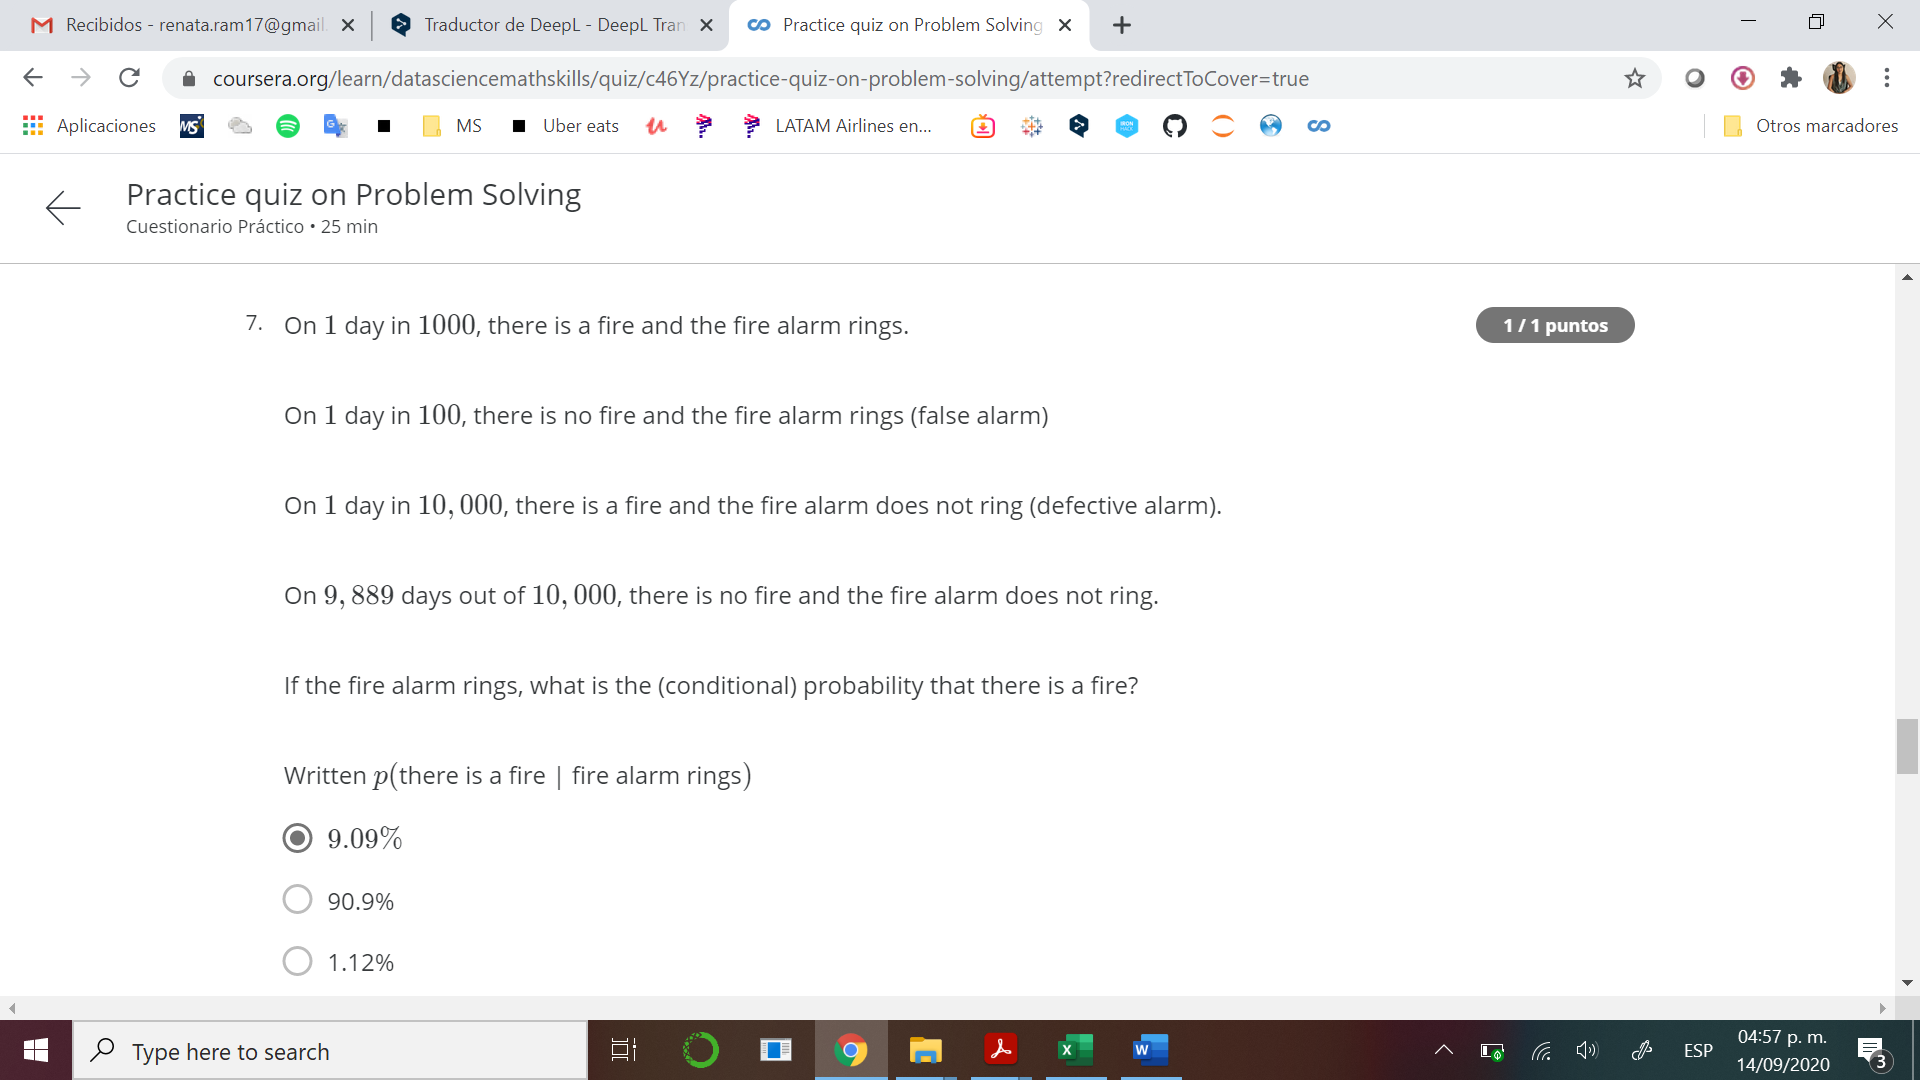 Recibidos - renata.ram17@gmail.
Traductor de DeepL - DeepL Tran
Practice quiz on Problem Solving
coursera.org/learn/datasciencemathskills/quiz/c46Yz/practice-quiz-on-problem-solving/attempt?redirectToCover=true
Aplicaciones
MS
MS
Uber eats
LATAM Airlines en...
Otros marcadores
Practice quiz on Problem Solving
Cuestionario Práctico • 25 min
7. On 1 day in 1000, there is a fire and the fire alarm rings.
1 / 1 puntos
On 1 day in 100, there is no fire and the fire alarm rings (false alarm)
On 1 day in 10, 000, there is a fire and the fire alarm does not ring (defective alarm).
On 9, 889 days out of 10, 000, there is no fire and the fire alarm does not ring.
If the fire alarm rings, what is the (conditional) probability that there is a fire?
Written p(there is a fire | fire alarm rings)
9.09%
90.9%
1.12%
Type here to search
ESP
04:57 p. m.
14/09/2020
3